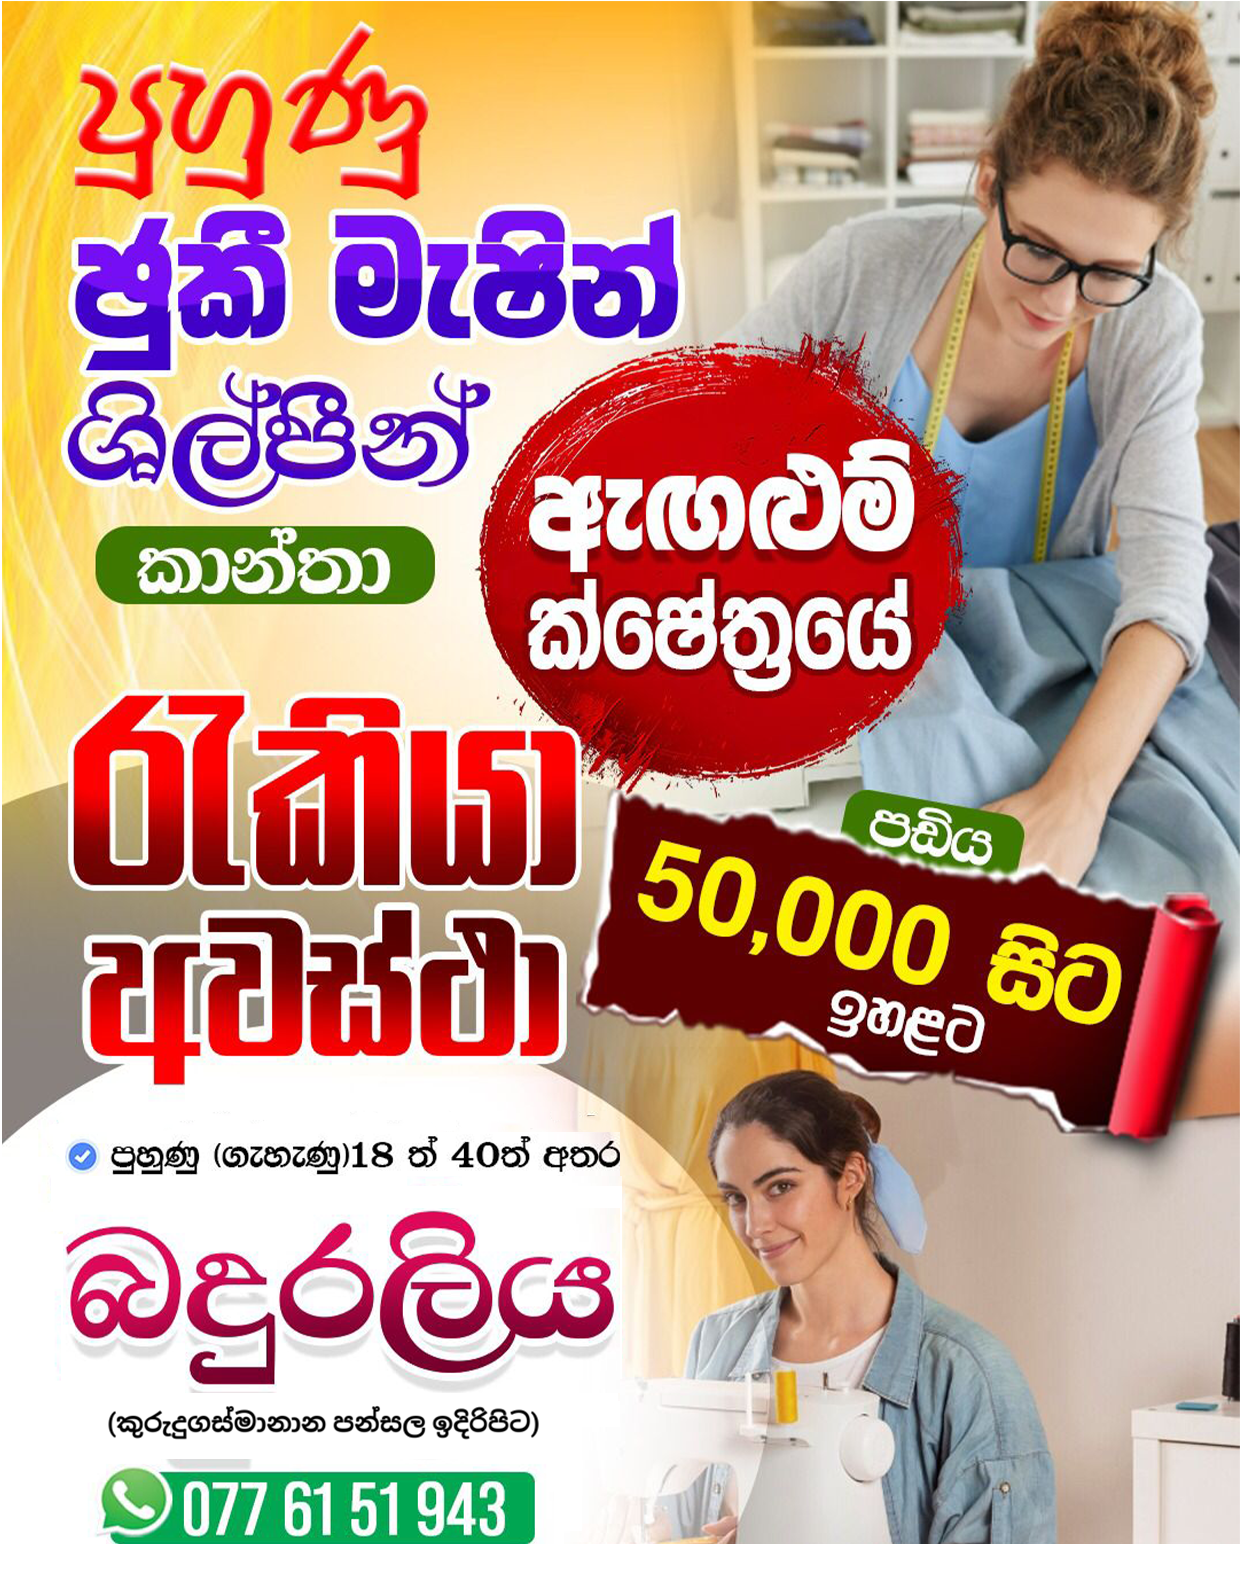 පුහුණු
ජුකී මැෂින්
ශිල්පීන්
කාන්තා
ඇඟළුම්
ක්ෂේත්‍රයේ
රැකියා
අවස්ථා
පඩිය
50,000 සිට
ඉහළට
පුහුණු (ගැහැණු)18 ත් 40ත් අතර
බදුරලිය
(කුරුදුගස්මානාන පන්සල ඉදිරිපිට)
077 61 51 943